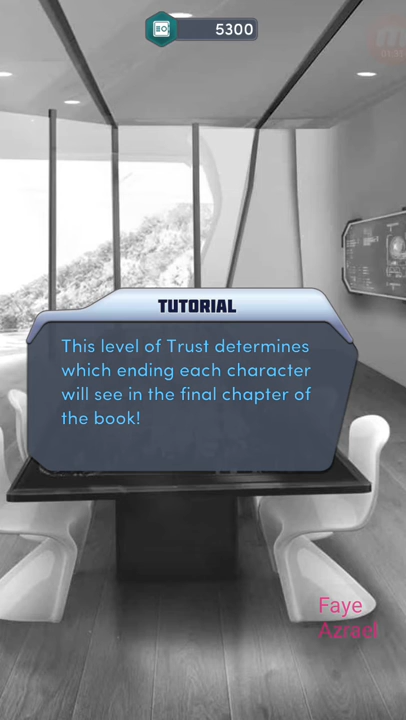 5300
TUTORIAL
This level of Trust determines
which ending each character
will see in the final chapter of
the book!
Faye
Azrael